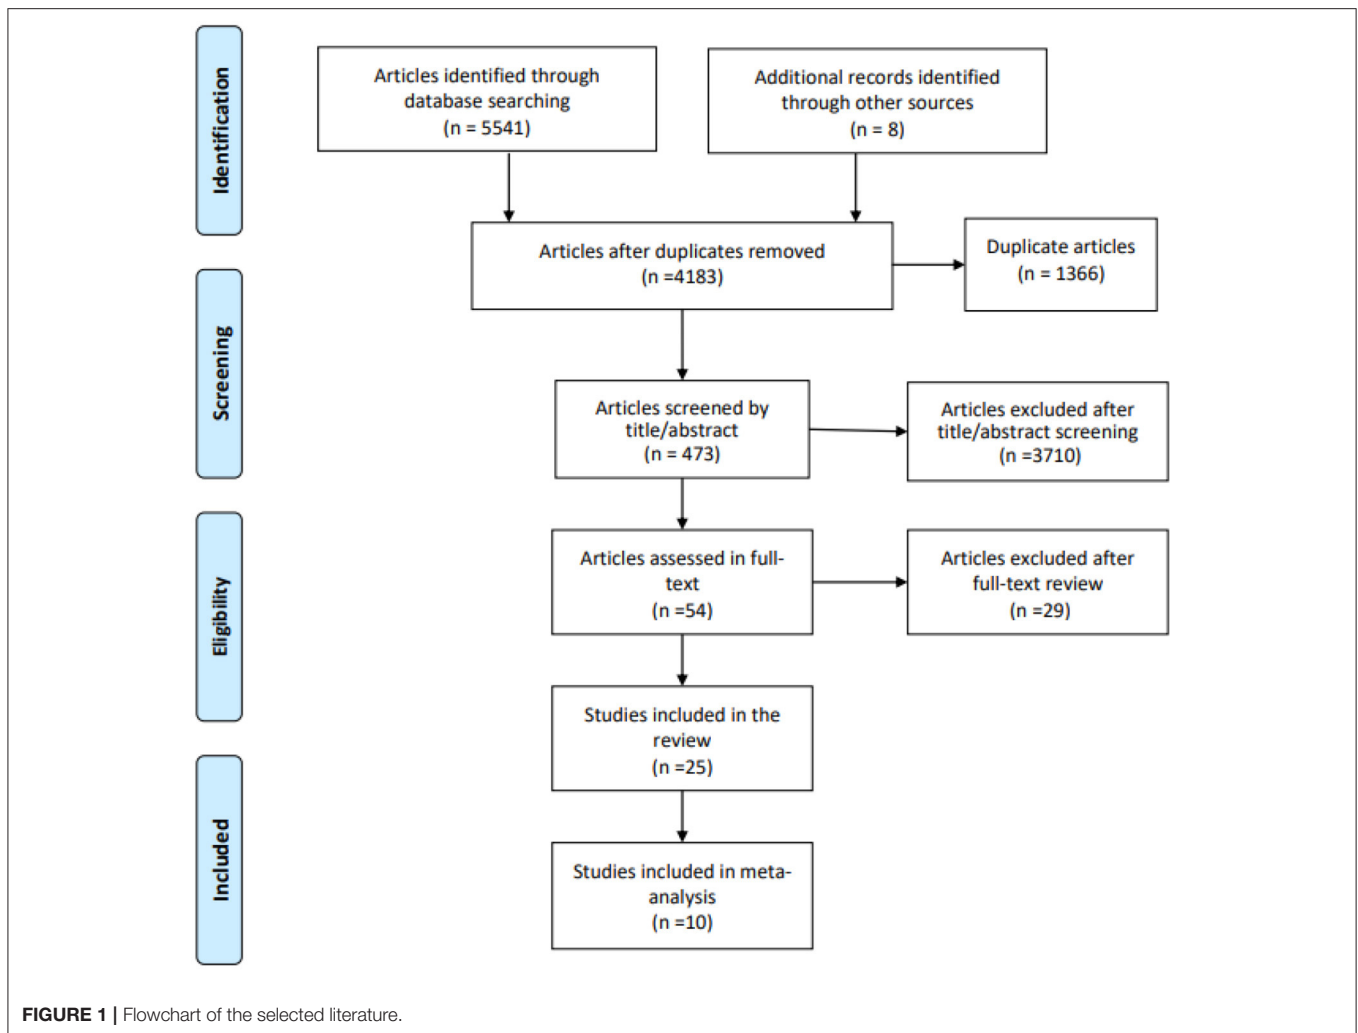 Identification
Articles identified through
database searching
(n = 5541)
Additional records identified
through other sources
(n = 8)
Articles after duplicates removed
(n =4183)
Duplicate articles
(n = 1366)
Screening
Articles screened by
title/abstract
(n = 473)
Articles excluded after
title/abstract screening
(n =3710)
Eligibility
Articles assessed in full-
text
(n =54)
Articles excluded after
full-text review
(n =29)
Studies included in the
review
(n =25)
Included
Studies included in meta-
analysis
(n =10)
FIGURE 1 | Flowchart of the selected literature.